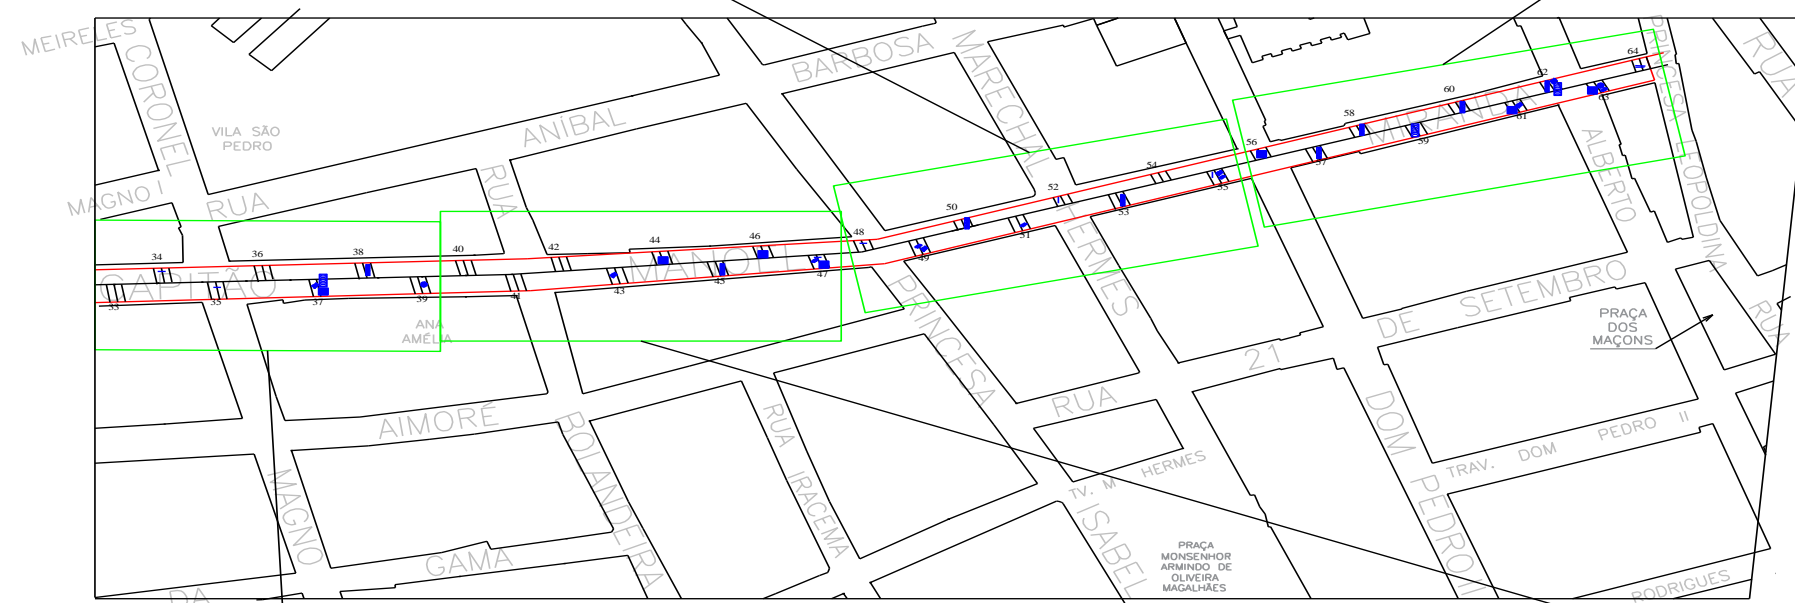 MEIRELES
CORONEL
VILA SÃO
PEDRO
MAGNO I
RUA
ANÍBAL
BARBOSA
MARECHAL
HERMES
RUA
CAPITÃO
MANOEL
MIRANDA
PRINCESA
LEOPOLDINA
RUA
ALBERTO
34
36
38
40
42
44
46
48
50
52
54
56
58
60
62
64
33
35
37
39
41
43
45
47
49
51
53
55
57
59
61
63
ANA
AMÉLIA
AIMORÉ
MAGNO
BOLANDEIRA
GAMA
DA
RUA
IRACEMA
PRINCESA
ISABEL
RUA
21
DE
SETEMBRO
PRAÇA
DOS
MAÇONS
RUA
DOM
PEDRO II
TRAV. DOM PEDRO II
TV. M HERMES
PRAÇA
MONSENHOR
ARMINDO DE
OLIVEIRA
MAGALHÃES
RODRIGUES